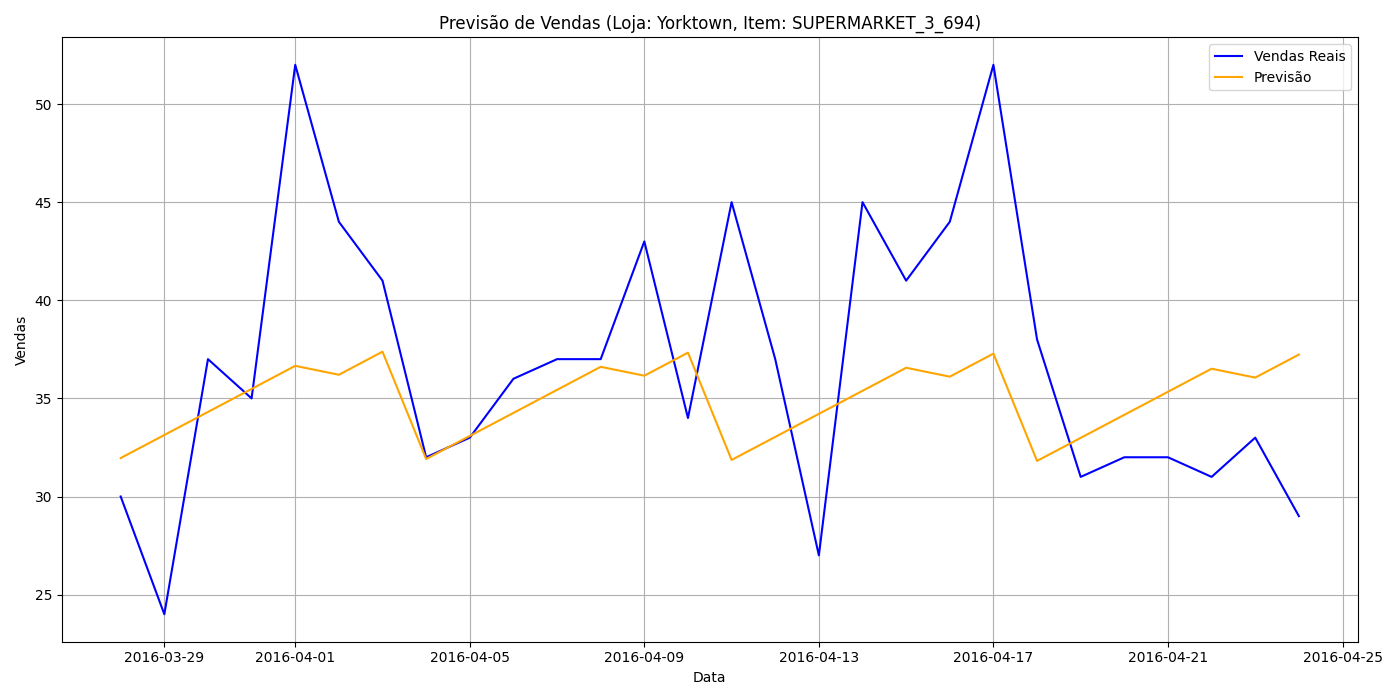 Previsão de Vendas (Loja: Yorktown, Item: SUPERMARKET_3_694)
Vendas Reais
Previsão
Vendas
50
45
40
35
30
25
2016-03-29
2016-04-01
2016-04-05
2016-04-09
2016-04-13
2016-04-17
2016-04-21
2016-04-25
Data